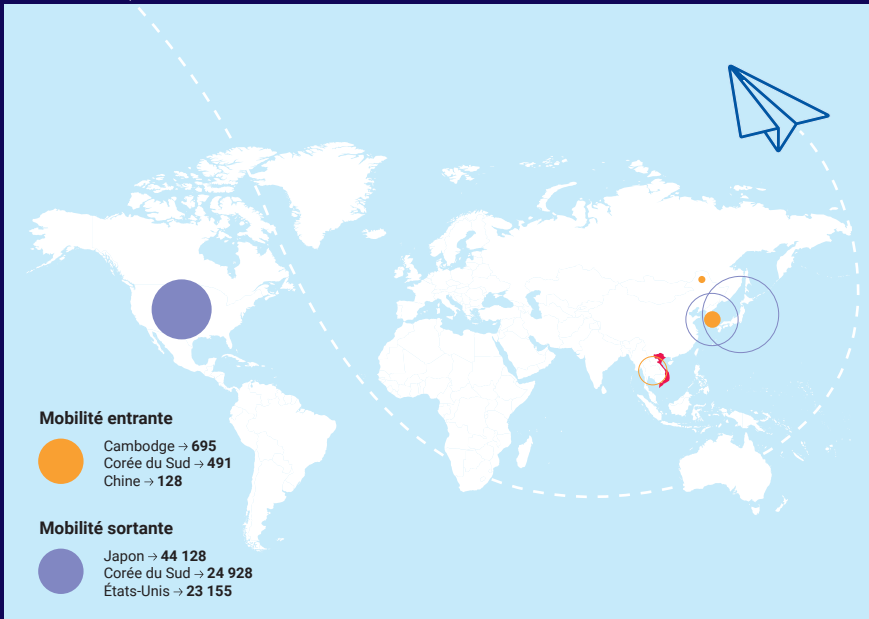 Mobilité entrante
Cambodge → 695
Corée du Sud → 491
Chine → 128
Mobilité sortante
Japon → 44 128
Corée du Sud → 24 928
États-Unis → 23 155